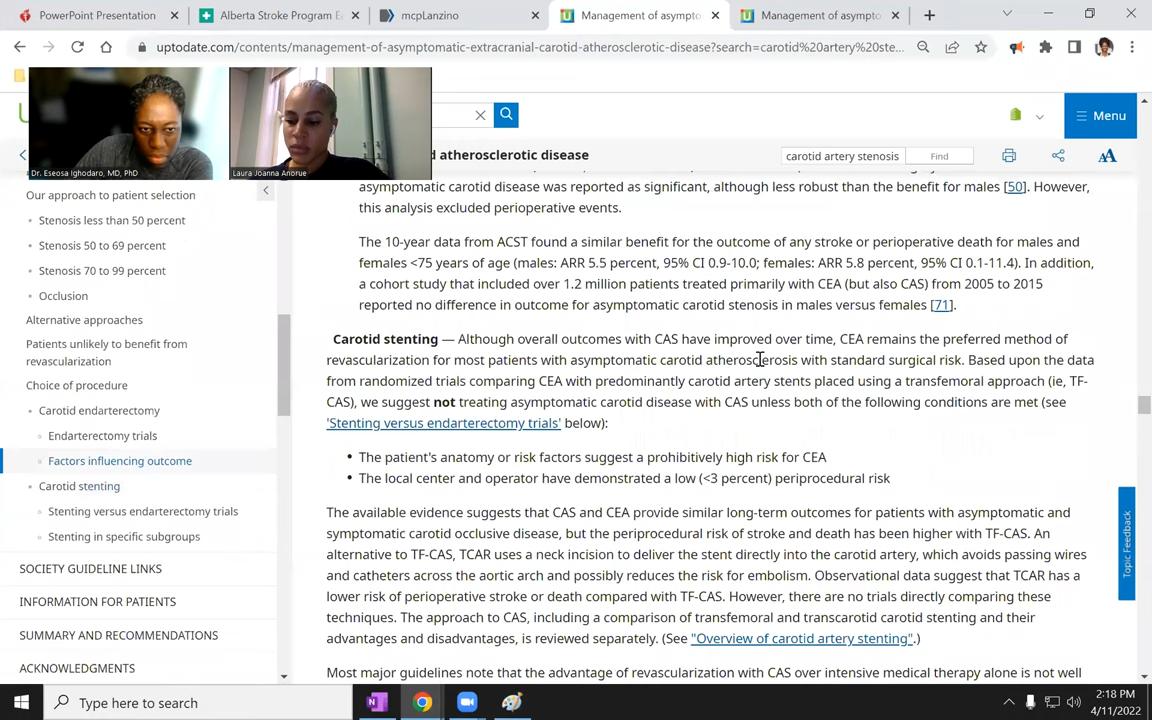 PowerPoint Presentation
Alberta Stroke Program E
mcpLanzino
Management of asympto
Management of asympto
uptodate.com/contents/management-of-asymptomatic-extracranial-carotid-atherosclerotic-disease?search=carotid%20artery%20ste...
Dr. Eseosa Ighodaro, MD, PhD
Laura Joanna Anorue
Menu
d atherosclerotic disease
carotid artery stenosis
Find
AA
Our approach to patient selection
Stenosis less than 50 percent
Stenosis 50 to 69 percent
Stenosis 70 to 99 percent
Occlusion
Alternative approaches
Patients unlikely to benefit from
revascularization
Choice of procedure
Carotid endarterectomy
Endarterectomy trials
Factors influencing outcome
Carotid stenting
Stenting versus endarterectomy trials
Stenting in specific subgroups
SOCIETY GUIDELINE LINKS
INFORMATION FOR PATIENTS
SUMMARY AND RECOMMENDATIONS
ACKNOWLEDGMENTS
asymptomatic carotid disease was reported as significant, although less robust than the benefit for males [50]. However,
this analysis excluded perioperative events.
The 10-year data from ACST found a similar benefit for the outcome of any stroke or perioperative death for males and
females <75 years of age (males: ARR 5.5 percent, 95% CI 0.9-10.0; females: ARR 5.8 percent, 95% CI 0.1-11.4). In addition,
a cohort study that included over 1.2 million patients treated primarily with CEA (but also CAS) from 2005 to 2015
reported no difference in outcome for asymptomatic carotid stenosis in males versus females [71].
Carotid stenting — Although overall outcomes with CAS have improved over time, CEA remains the preferred method of
revascularization for most patients with asymptomatic carotid atherosclerosis with standard surgical risk. Based upon the data
from randomized trials comparing CEA with predominantly carotid artery stents placed using a transfemoral approach (ie, TF-
CAS), we suggest not treating asymptomatic carotid disease with CAS unless both of the following conditions are met (see
'Stenting versus endarterectomy trials' below):
• The patient's anatomy or risk factors suggest a prohibitively high risk for CEA
• The local center and operator have demonstrated a low (<3 percent) periprocedural risk
The available evidence suggests that CAS and CEA provide similar long-term outcomes for patients with asymptomatic and
symptomatic carotid occlusive disease, but the periprocedural risk of stroke and death has been higher with TF-CAS. An
alternative to TF-CAS, TCAR uses a neck incision to deliver the stent directly into the carotid artery, which avoids passing wires
and catheters across the aortic arch and possibly reduces the risk for embolism. Observational data suggest that TCAR has a
lower risk of perioperative stroke or death compared with TF-CAS. However, there are no trials directly comparing these
techniques. The approach to CAS, including a comparison of transfemoral and transcarotid carotid stenting and their
advantages and disadvantages, is reviewed separately. (See "Overview of carotid artery stenting".)
Most major guidelines note that the advantage of revascularization with CAS over intensive medical therapy alone is not well
Topic Feedback
Type here to search
2:18 PM
4/11/2022